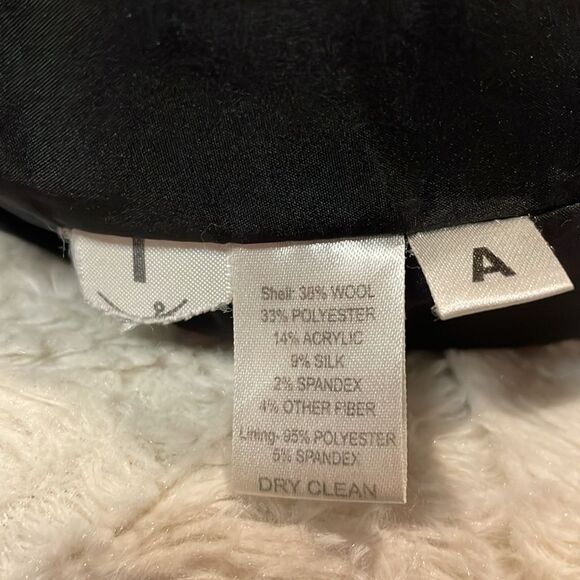 &
A
Shell: 38% WOOL
33% POLYESTER
14% ACRYLIC
9% SILK
2% SPANDEX
4% OTHER FIBER
Lining- 95% POLYESTER
5% SPANDEX
DRY CLEAN